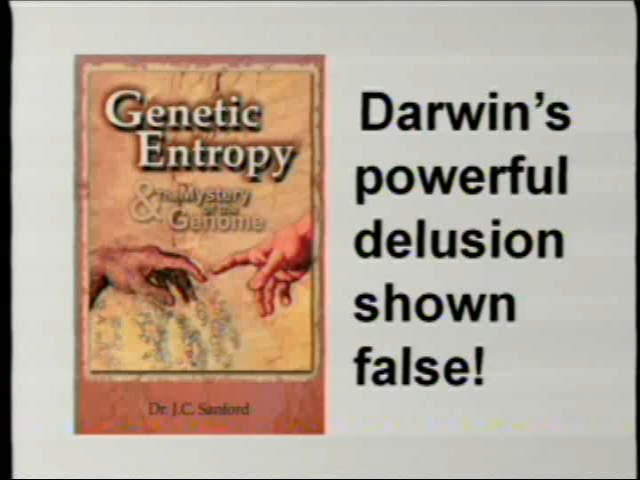 Genetic
Entropy
& The Mystery
of the
Genome
Dr. J.C. Sanford
Darwin's
powerful
delusion
shown
false!